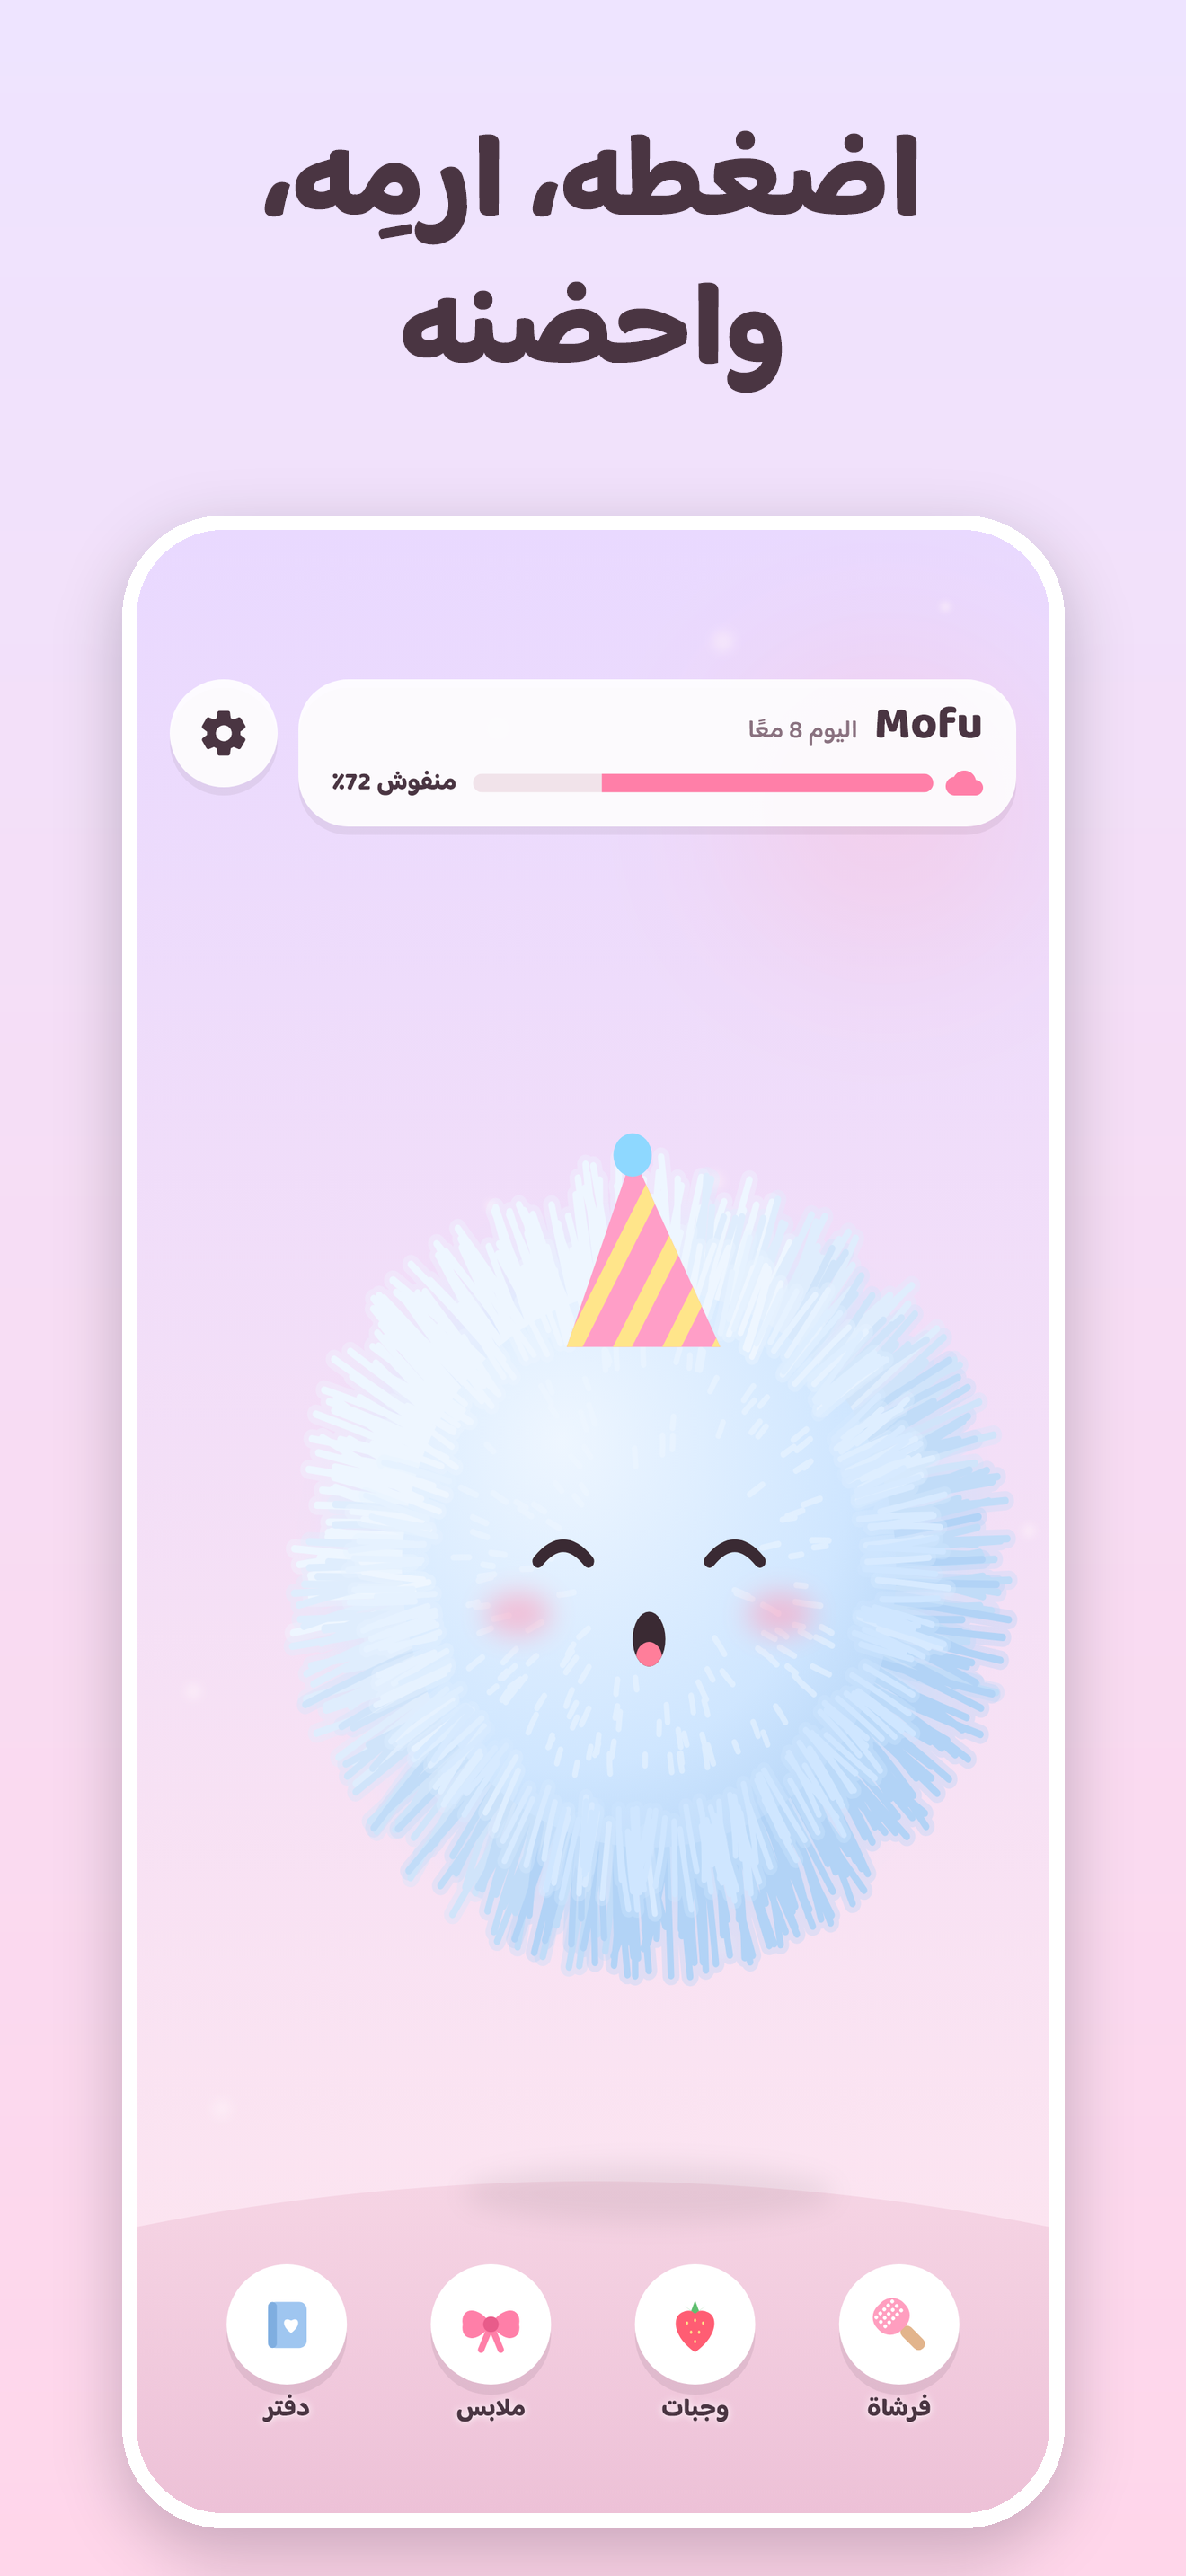 اضغطه، ارمِه،
واحضنه
Mofu اليوم 8 معًا
منفوش 72٪
فرشاة
وجبات
ملابس
دفتر